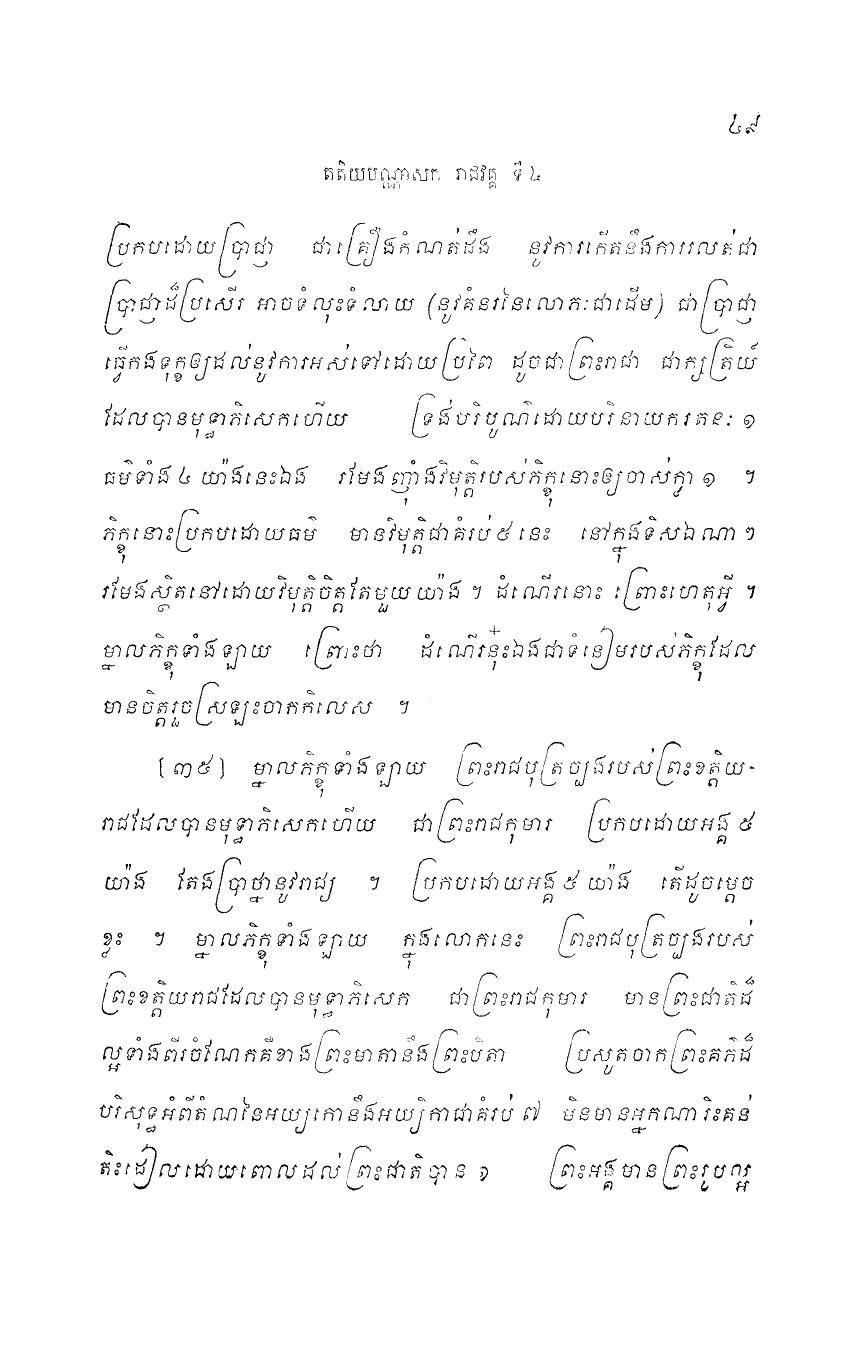 ៤៩
តតិយបណ្ណាសក រាជវគ្គ ទី ៤
ប្រកបដោយប្រាជ្ញា ជាគ្រឿងកំណត់ដឹង នូវការកើតនឹងការរលត់ជា
ប្រាជ្ញាដ៏ប្រសើរ អាចទំលុះទំលាយ (នូវគំនរនៃលោភៈជាដើម) ជាប្រាជ្ញា
ធ្វើកងទុក្ខឲ្យដល់នូវការអស់ទៅដោយប្រពៃ ដូចជាព្រះរាជា ជាក្សត្រិយ៍
ដែលបានមុទ្ធាភិសេកហើយ ទ្រង់បរិបូណ៌ដោយបរិនាយករតនៈ ១
ធម៌ទាំង ៤ យ៉ាងនេះឯង រមែងញ៉ាំងវិមុត្តិរបស់ភិក្ខុនោះឲ្យចាស់ក្លា ១ ។
ភិក្ខុនោះប្រកបដោយធម៌ មានវិមុត្តិជាគំរប់ ៥ នេះ នៅក្នុងទិសឯណាៗ
រមែងស្ថិតនៅដោយវិមុត្តិចិត្តតែមួយយ៉ាង ។ ដំណើរនោះ ព្រោះហេតុអ្វី ។
ម្នាលភិក្ខុទាំងឡាយ ព្រោះថា ដំណើរនុ៎ះឯងជាទំនៀមរបស់ភិក្ខុដែល
មានចិត្តរួចស្រឡះចាកកិលេស ។
[៣៥] ម្នាលភិក្ខុទាំងឡាយ ព្រះរាជបុត្រច្បងរបស់ព្រះខត្តិយ-
រាជដែលបានមុទ្ធាភិសេកហើយ ជាព្រះរាជកុមារ ប្រកបដោយអង្គ ៥
យ៉ាង តែងប្រាថ្នានូវរាជ្យ ។ ប្រកបដោយអង្គ ៥ យ៉ាង តើដូចម្តេច
ខ្លះ ។ ម្នាលភិក្ខុទាំងឡាយ ក្នុងលោកនេះ ព្រះរាជបុត្រច្បងរបស់
ព្រះខត្តិយរាជដែលបានមុទ្ធាភិសេក ជាព្រះរាជកុមារ មានព្រះជាតិដ៏
ល្អទាំងពីរចំណែកគឺខាងព្រះមាតានឹងព្រះបិតា ប្រសូតចាកព្រះគភ៌ដ៏
បរិសុទ្ធអំពីតំណនៃអយ្យកោនឹងអយ្យិកាជាគំរប់ ៧ មិនមានអ្នកណារិះគន់
តិះដៀលដោយពោលដល់ព្រះជាតិបាន ១ ព្រះអង្គមានព្រះរូបល្អ